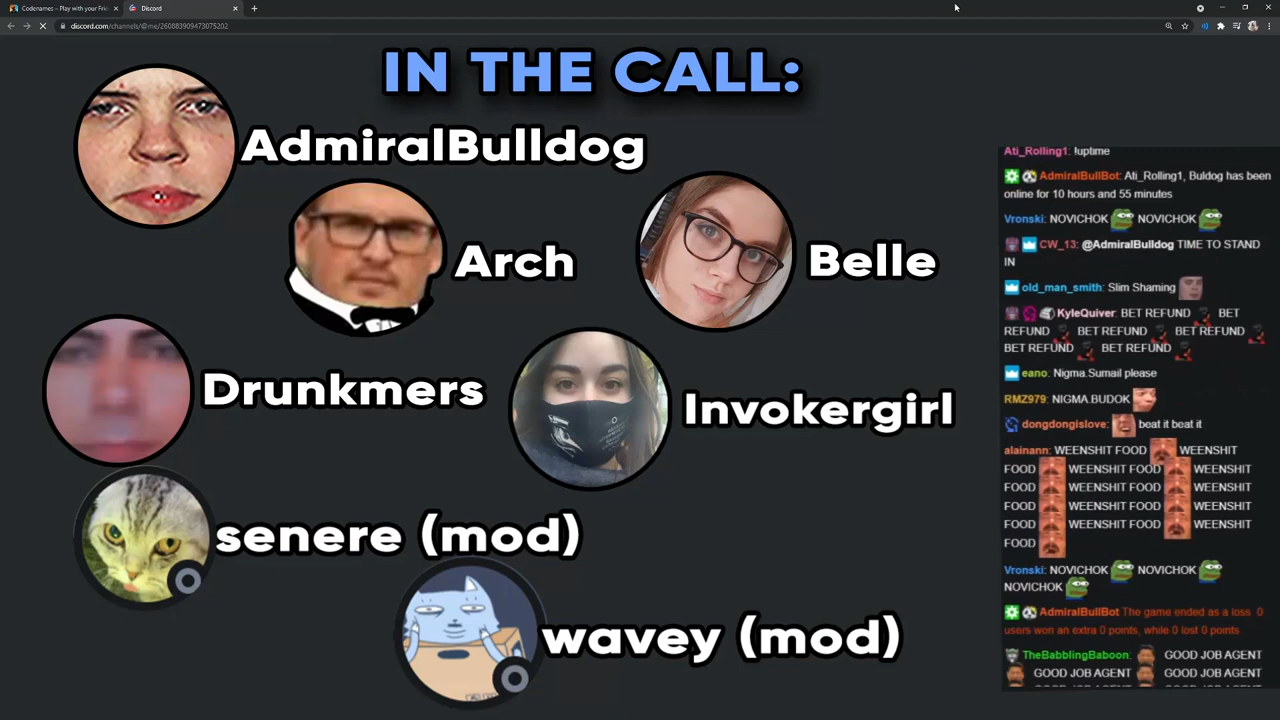 Codenames – Play with your Frie
Discord
discord.com/channels/@me/260883909473075202
IN THE CALL:
AdmiralBulldog
Arch
Belle
Drunkmers
Invokergirl
senere (mod)
wavey (mod)
Ati_Rolling1: !uptime
AdmiralBullBot: Ati_Rolling1, Buldog has been
online for 10 hours and 55 minutes
Vronski: NOVICHOK NOVICHOK
CW_13: @AdmiralBulldog TIME TO STAND
IN
old_man_smith: Slim Shaming
KyleQuiver: BET REFUND BET
REFUND BET REFUND BET REFUND
BET REFUND BET REFUND
eano: Nigma.Sumail please
RMZ979: NIGMA.BUDOK
dongdongislove: beat it beat it
alainann: WEENSHIT FOOD WEENSHIT
FOOD WEENSHIT FOOD WEENSHIT
FOOD WEENSHIT FOOD WEENSHIT
FOOD WEENSHIT FOOD WEENSHIT
FOOD WEENSHIT FOOD WEENSHIT
FOOD
Vronski: NOVICHOK NOVICHOK
NOVICHOK
AdmiralBullBot The game ended as a loss 0
users won an extra 0 points, while 0 lost 0 points.
TheBabblingBaboon: GOOD JOB AGENT
GOOD JOB AGENT GOOD JOB AGENT